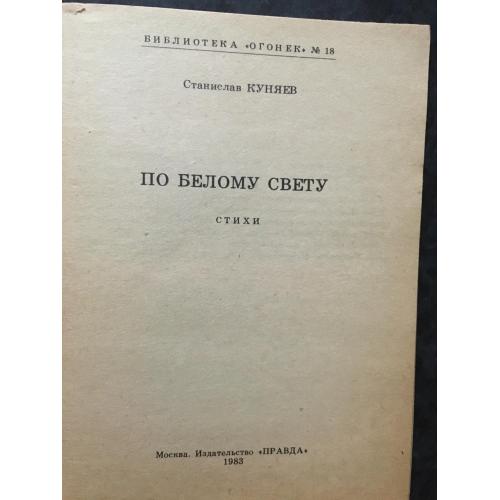 БИБЛИОТЕКА «ОГОНЕК» № 18
Станислав КУНЯЕВ
ПО БЕЛОМУ СВЕТУ
СТИХИ
Москва. Издательство «ПРАВДА»
1983